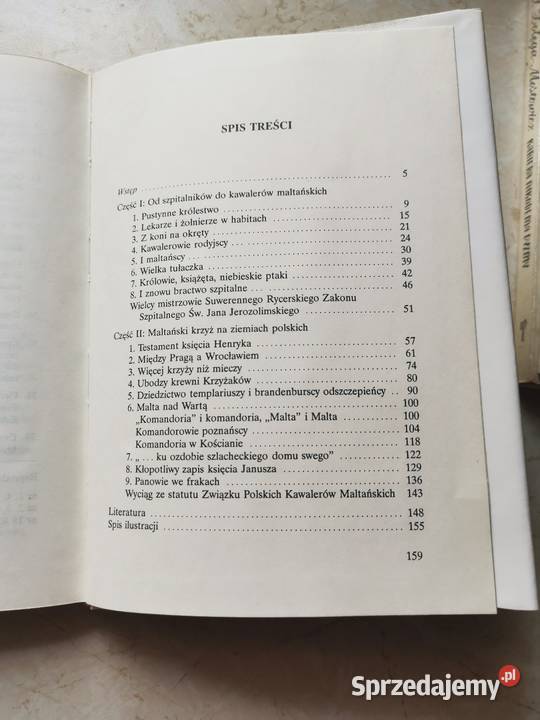 SPIS TREŚCI
Wstęp 5
Część I: Od szpitalników do kawalerów maltańskich
1. Pustynne królestwo 9
2. Lekarze i żołnierze w habitach 15
3. Z koni na okręty 21
4. Kawalerowie rodyjscy 24
5. I maltańscy 30
6. Wielka tułaczka 39
7. Królowie, książęta, niebieskie ptaki 42
8. I znowu bractwo szpitalne 46
Wielcy mistrzowie Suwerennego Rycerskiego Zakonu
Szpitalnego Św. Jana Jerozolimskiego 51
Część II: Maltański krzyż na ziemiach polskich
1. Testament księcia Henryka 57
2. Między Pragą a Wrocławiem 61
3. Więcej krzyży niż mieczy 74
4. Ubodzy krewni Krzyżaków 80
5. Dziedzictwo templariuszy i brandenburscy odszczepieńcy 90
6. Malta nad Wartą 100
„Komandoria” i komandoria, „Malta” i Malta 100
Komandorowie poznańscy 104
Komandoria w Kościanie 118
7. „... ku ozdobie szlacheckiego domu swego” 122
8. Kłopotliwy zapis księcia Janusza 129
9. Panowie we frakach 136
Wyciąg ze statutu Związku Polskich Kawalerów Maltańskich 143
Literatura 148
Spis ilustracji 155
159
Sprzedajemy.pl